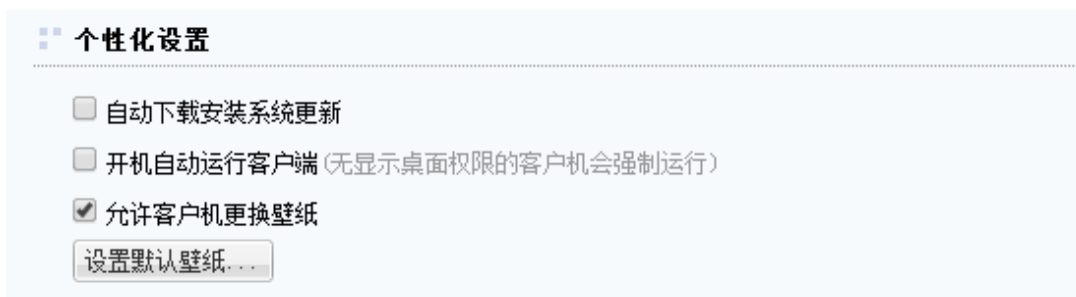 个性化设置
自动下载安装系统更新
开机自动运行客户端(无显示桌面权限的客户机会强制运行)
允许客户机更换壁纸
设置默认壁纸...